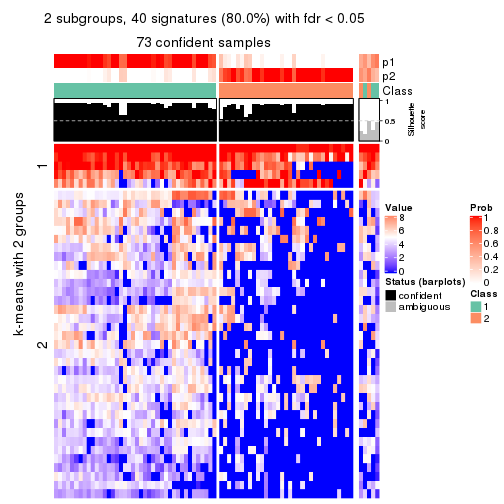 2 subgroups, 40 signatures (80.0%) with fdr < 0.05
73 confident samples
p1
p2
Class
1
0.5
0
Silhouette
score
k-means with 2 groups
1
2
Value
8
6
4
2
0
Status (barplots)
confident
ambiguous
Prob
1
0.8
0.6
0.4
0.2
0
Class
1
2